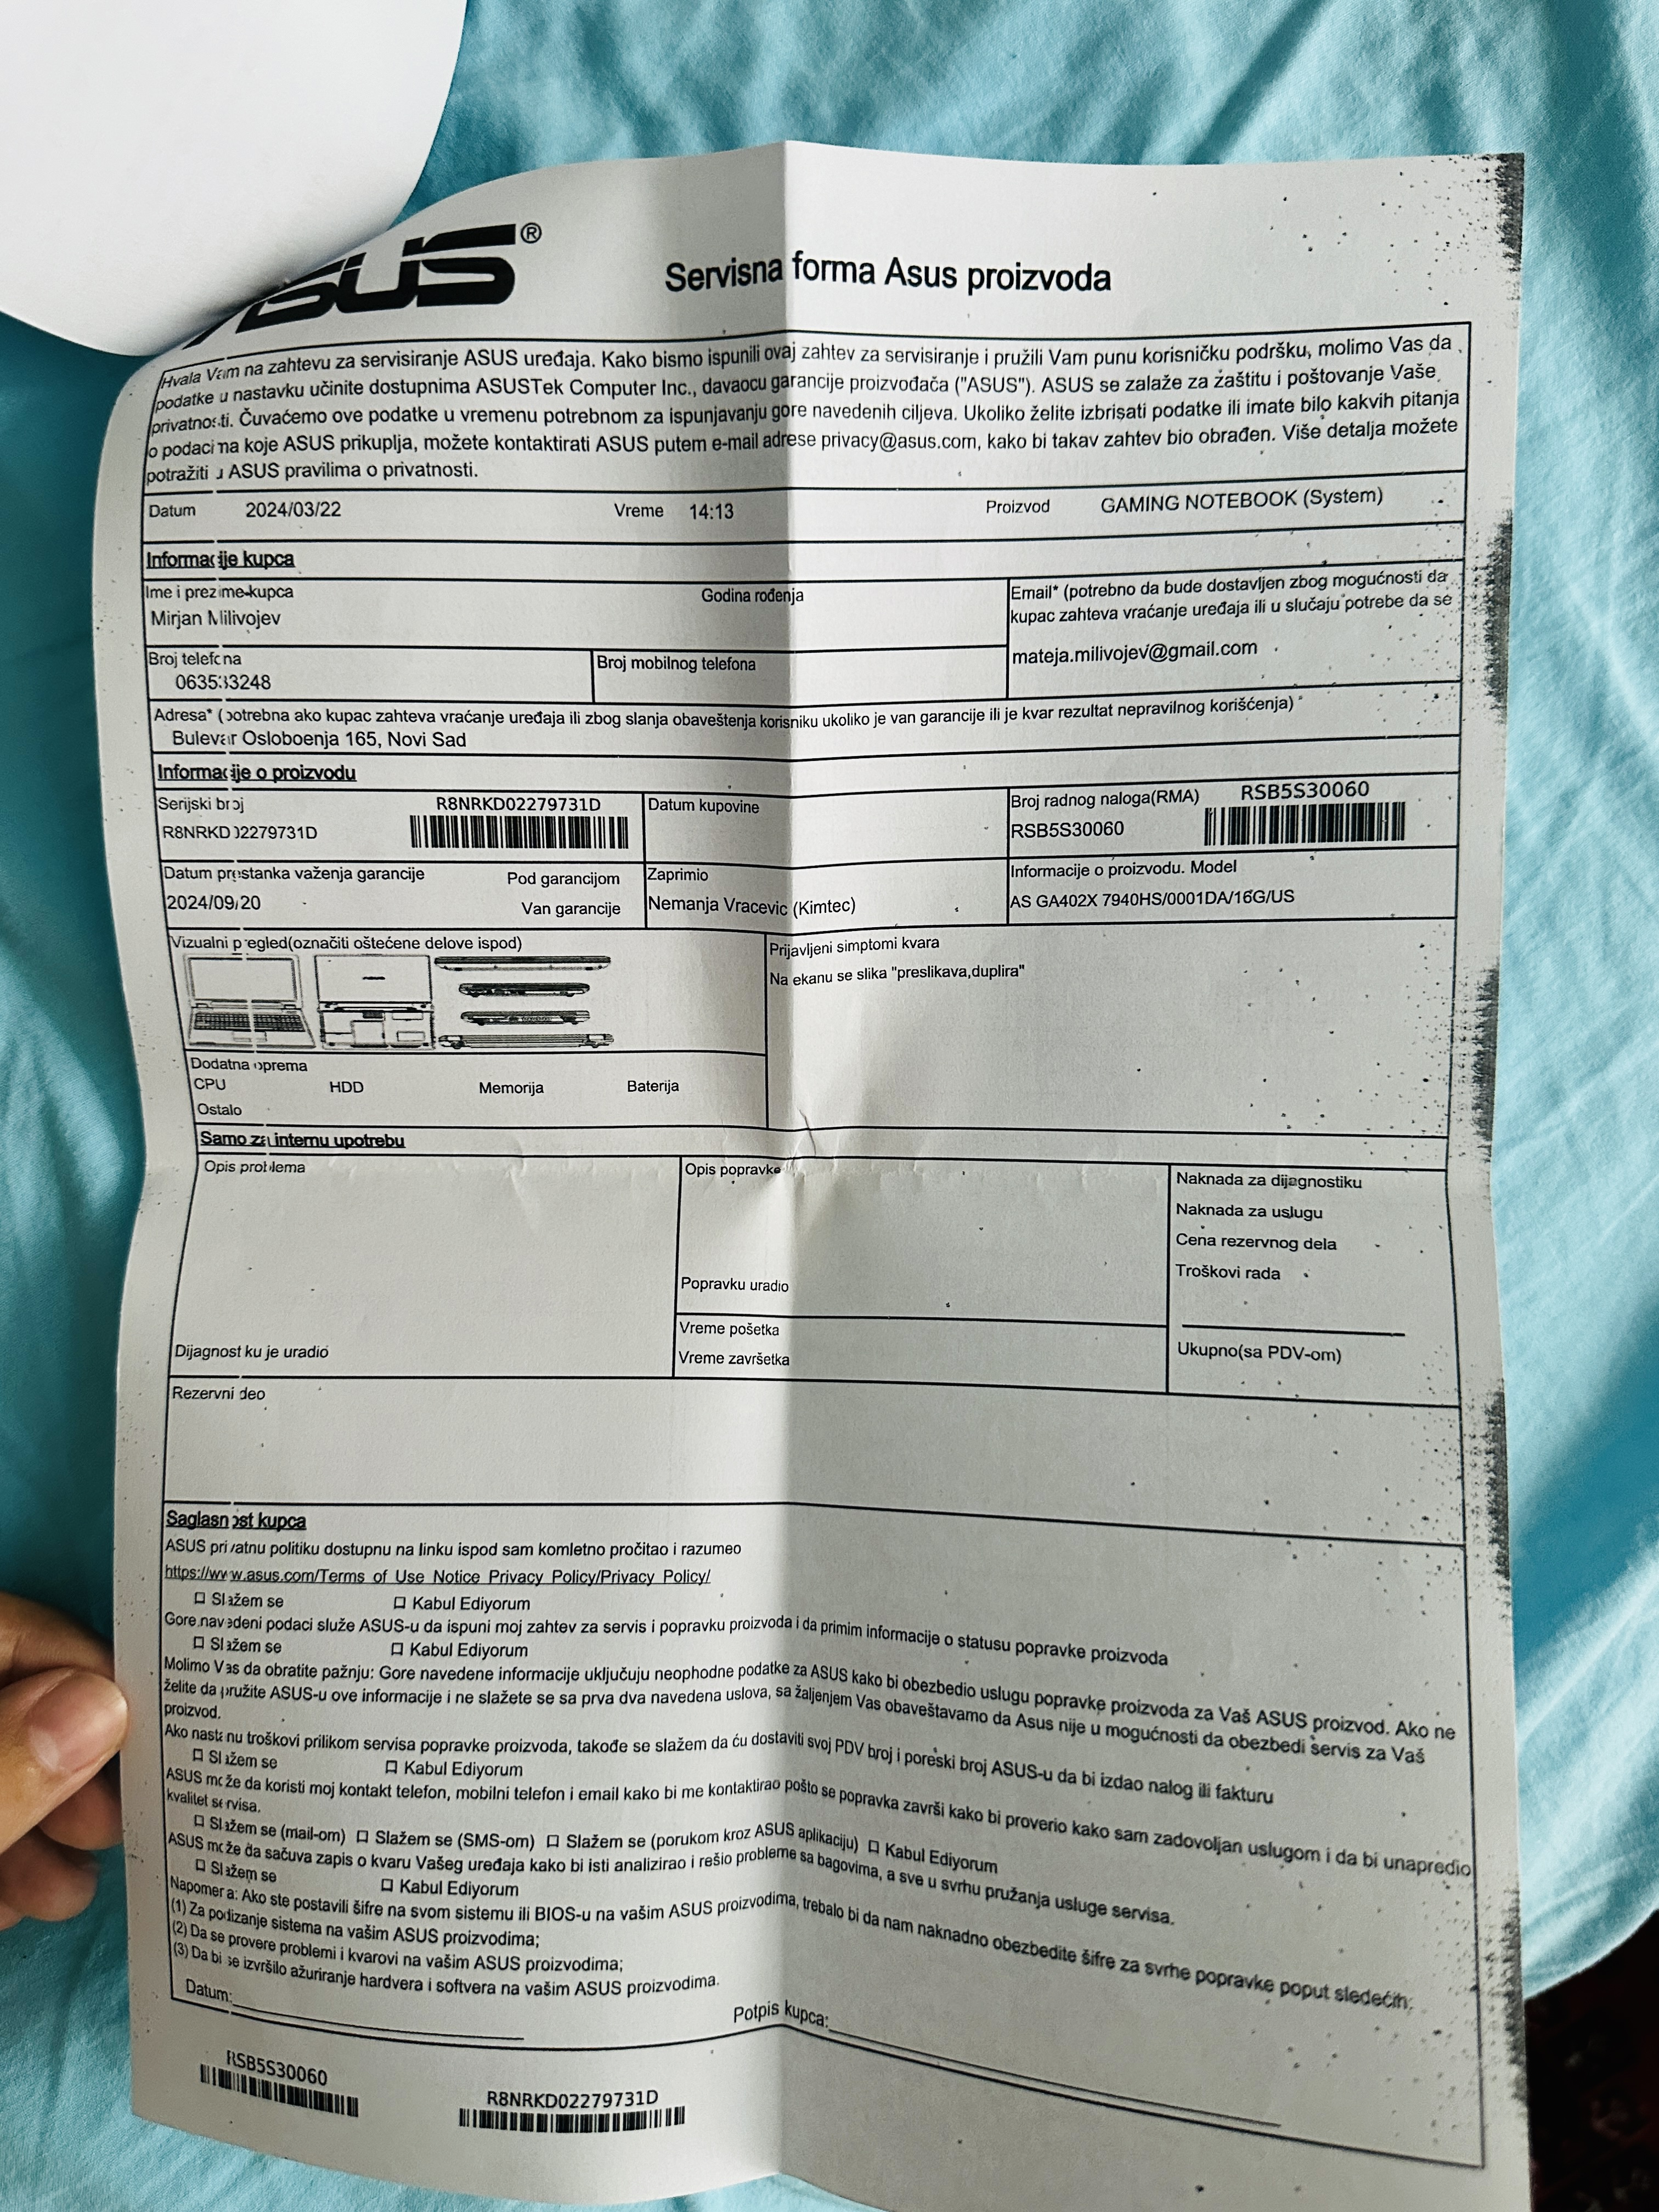 ASUS®
Servisna forma Asus proizvoda
Hvala Vam na zahtevu za servisiranje ASUS uređaja. Kako bismo ispunili ovaj zahtev za servisiranje i pružili Vam punu korisničku podršku, molimo Vas da
podatke u nastavku učinite dostupnima ASUSTek Computer Inc., davaocu garancije proizvođača ("ASUS"). ASUS se zalaže za zaštitu i poštovanje Vaše
privatnosti. Čuvaćemo ove podatke u vremenu potrebnom za ispunjavanju gore navedenih ciljeva. Ukoliko želite izbrisati podatke ili imate bilo kakvih pitanja
o podacima koje ASUS prikuplja, možete kontaktirati ASUS putem e-mail adrese privacy@asus.com, kako bi takav zahtev bio obrađen. Više detalja možete
potražiti u ASUS pravilima o privatnosti.
Datum 2024/03/22 Vreme 14:13 Proizvod GAMING NOTEBOOK (System)
Informacije kupca
Ime i prezime-kupca Godina rođenja
Mirjan Milivojev
Email* (potrebno da bude dostavljen zbog mogućnosti da
kupac zahteva vraćanje uređaja ili u slučaju potrebe da se
mateja.milivojev@gmail.com
Broj telefona Broj mobilnog telefona
Adresa* (potrebna ako kupac zahteva vraćanje uređaja ili zbog slanja obaveštenja korisniku ukoliko je van garancije ili je kvar rezultat nepravilnog korišćenja)
Bulevar Osloboenja 165, Novi Sad
Informacije o proizvodu
Serijski broj R8NRKD02279731D
R8NRKD02279731D
Datum kupovine
Broj radnog naloga(RMA) RSB5S30060
RSB5S30060
Datum prestanka važenja garancije Pod garancijom
2024/09/20 Van garancije
Zaprimio
Nemanja Vracevic (Kimtec)
Informacije o proizvodu. Model
AS GA402X 7940HS/0001DA/16G/US
Vizualni pregled(označiti oštećene delove ispod)
Prijavljeni simptomi kvara
Na ekanu se slika "preslikava,duplira"
Dodatna oprema
CPU HDD Memorija Baterija
Ostalo
Samo za internu upotrebu
Opis problema
Dijagnostiku je uradio
Opis popravke
Popravku uradio
Vreme pošetka
Vreme završetka
Naknada za dijagnostiku
Naknada za uslugu
Cena rezervnog dela
Troškovi rada
Ukupno(sa PDV-om)
Rezervni deo
Saglasnost kupca
ASUS privatnu politiku dostupnu na linku ispod sam komletno pročitao i razumeo
https://www.asus.com/Terms_of_Use_Notice_Privacy_Policy/Privacy_Policy/
Slažem se Kabul Ediyorum
Gore navedeni podaci služe ASUS-u da ispuni moj zahtev za servis i popravku proizvoda i da primim informacije o statusu popravke proizvoda
Slažem se Kabul Ediyorum
Molimo Vas da obratite pažnju: Gore navedene informacije uključuju neophodne podatke za ASUS kako bi obezbedio uslugu popravke proizvoda za Vaš ASUS proizvod. Ako ne
želite da pružite ASUS-u ove informacije i ne slažete se sa prva dva navedena uslova, sa žaljenjem Vas obaveštavamo da Asus nije u mogućnosti da obezbedi servis za Vaš
proizvod.
Ako nastanu troškovi prilikom servisa popravke proizvoda, takođe se slažem da ću dostaviti svoj PDV broj i poreski broj ASUS-u da bi izdao nalog ili fakturu
Slažem se Kabul Ediyorum
ASUS može da koristi moj kontakt telefon, mobilni telefon i email kako bi me kontaktirao pošto se popravka završi kako bi proverio kako sam zadovoljan uslugom i da bi unapredio
kvalitet servisa.
Slažem se (mail-om) Slažem se (SMS-om) Slažem se (porukom kroz ASUS aplikaciju) Kabul Ediyorum
ASUS može da sačuva zapis o kvaru Vašeg uređaja kako bi isti analizirao i rešio probleme sa bagovima, a sve u svrhu pružanja usluge servisa.
Slažem se Kabul Ediyorum
Napomena: Ako ste postavili šifre na svom sistemu ili BIOS-u na vašim ASUS proizvodima, trebalo bi da nam naknadno obezbedite šifre za svrhe popravke poput sledećih:
(1) Za podizanje sistema na vašim ASUS proizvodima;
(2) Da se provere problemi i kvarovi na vašim ASUS proizvodima;
(3) Da bi se izvršilo ažuriranje hardvera i softvera na vašim ASUS proizvodima.
Datum: Potpis kupca:
RSB5S30060
R8NRKD02279731D